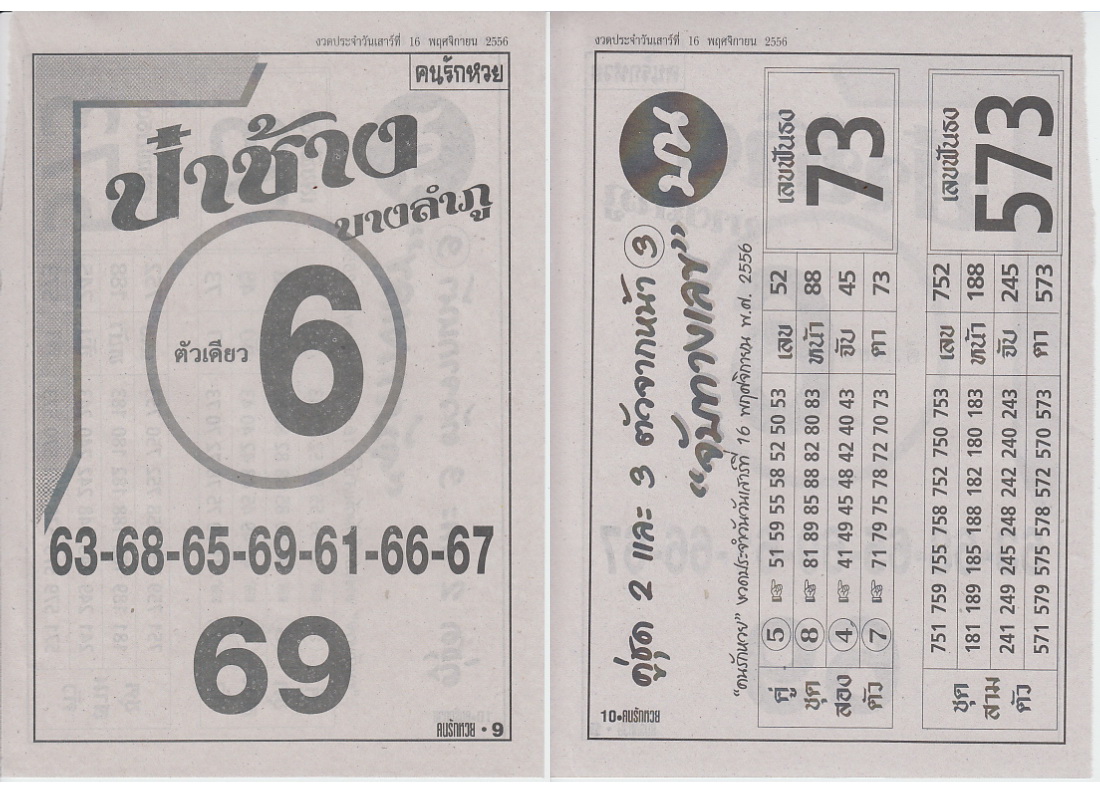 งวดประจำวันเสาร์ที่ 16 พฤศจิกายน 2556
คนรักหวย
ป๋าช้าง
บางลำภู
ตัวเดียว
6
63-68-65-69-61-66-67
69
คนรักหวย • 9
งวดประจำวันเสาร์ที่ 16 พฤศจิกายน 2556
คู่ชุด 2 และ 3 ตัวจากหน้า 3 บน
“จับทางเลข”
“คนรักหวย” งวดประจำวันวันเสาร์ที่ 16 พฤศจิกายน พ.ศ. 2556
คู่ 5 ☞ 51 59 55 58 52 50 53 เลข 52
ชุด 8 ☞ 81 89 85 88 82 80 83 หน้า 88
สอง 4 ☞ 41 49 45 48 42 40 43 จับ 45
ตัว 7 ☞ 71 79 75 78 72 70 73 ตา 73
เลขฟันธง
73
751 759 755 758 752 750 753 เลข 752
ชุด 181 189 185 188 182 180 183 หน้า 188
สาม 241 249 245 248 242 240 243 จับ 245
ตัว 571 579 575 578 572 570 573 ตา 573
เลขฟันธง
573
10•คนรักหวย